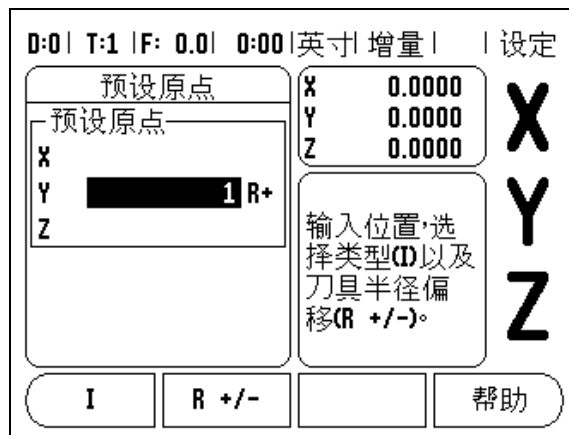 D:0 | T:1 | F: 0.0 | 0:00 | 英寸 | 增量 | | 设定
预设原点
预设原点
X
Y 1 R+
Z
X 0.0000
Y 0.0000
Z 0.0000
输入位置,选
择类型(I)以及
刀具半径偏
移(R +/-)。
X
Y
Z
I
R +/-
帮助